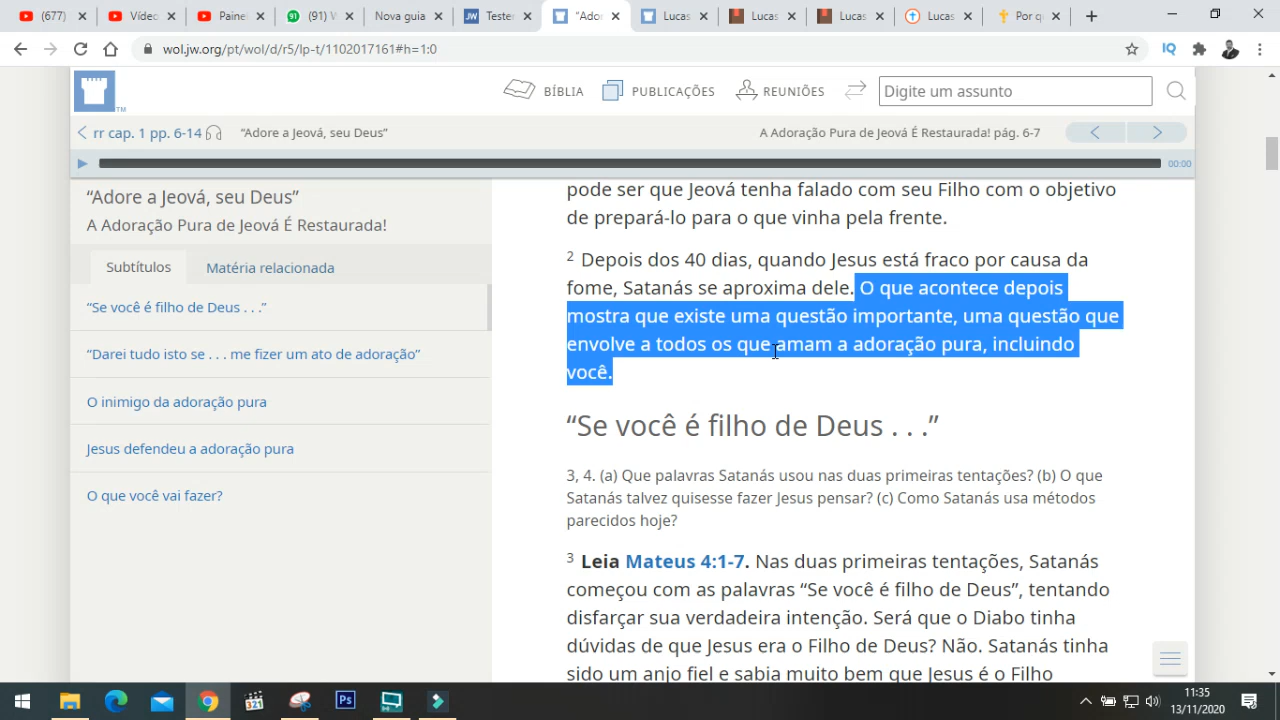 (677)
Vídeo
Paine
(91) W
Nova guia
Teste
"Ado
Lucas
Lucas
Lucas
Lucas
Por q
wol.jw.org/pt/wol/d/r5/lp-t/1102017161#h=1:0
BÍBLIA
PUBLICAÇÕES
REUNIÕES
Digite um assunto
rr cap. 1 pp. 6-14
“Adore a Jeová, seu Deus”
A Adoração Pura de Jeová É Restaurada! pág. 6-7
00:00
“Adore a Jeová, seu Deus”
A Adoração Pura de Jeová É Restaurada!
Subtítulos
Matéria relacionada
“Se você é filho de Deus . . .”
“Darei tudo isto se . . . me fizer um ato de adoração”
O inimigo da adoração pura
Jesus defendeu a adoração pura
O que você vai fazer?
pode ser que Jeová tenha falado com seu Filho com o objetivo
de prepará-lo para o que vinha pela frente.
2 Depois dos 40 dias, quando Jesus está fraco por causa da
fome, Satanás se aproxima dele. O que acontece depois
mostra que existe uma questão importante, uma questão que
envolve a todos os que amam a adoração pura, incluindo
você.
“Se você é filho de Deus . . .”
3, 4. (a) Que palavras Satanás usou nas duas primeiras tentações? (b) O que
Satanás talvez quisesse fazer Jesus pensar? (c) Como Satanás usa métodos
parecidos hoje?
3 Leia Mateus 4:1-7. Nas duas primeiras tentações, Satanás
começou com as palavras “Se você é filho de Deus”, tentando
disfarçar sua verdadeira intenção. Será que o Diabo tinha
dúvidas de que Jesus era o Filho de Deus? Não. Satanás tinha
sido um anjo fiel e sabia muito bem que Jesus é o Filho
11:35
13/11/2020